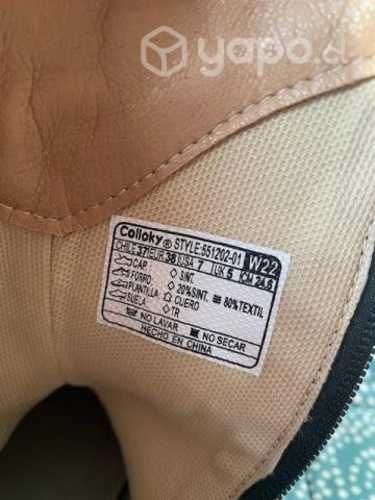 yapo.cl
Colloky® STYLE:551202-01 W22
CHILE 37 EUR 38 USA 7 UK 5 CM 24.6
CAP. ◇ SINT.
FORRO: ◇ 20% SINT. 80% TEXTIL
PLANTILLA: CUERO
SUELA: ◇ TR
NO LAVAR NO SECAR
HECHO EN CHINA